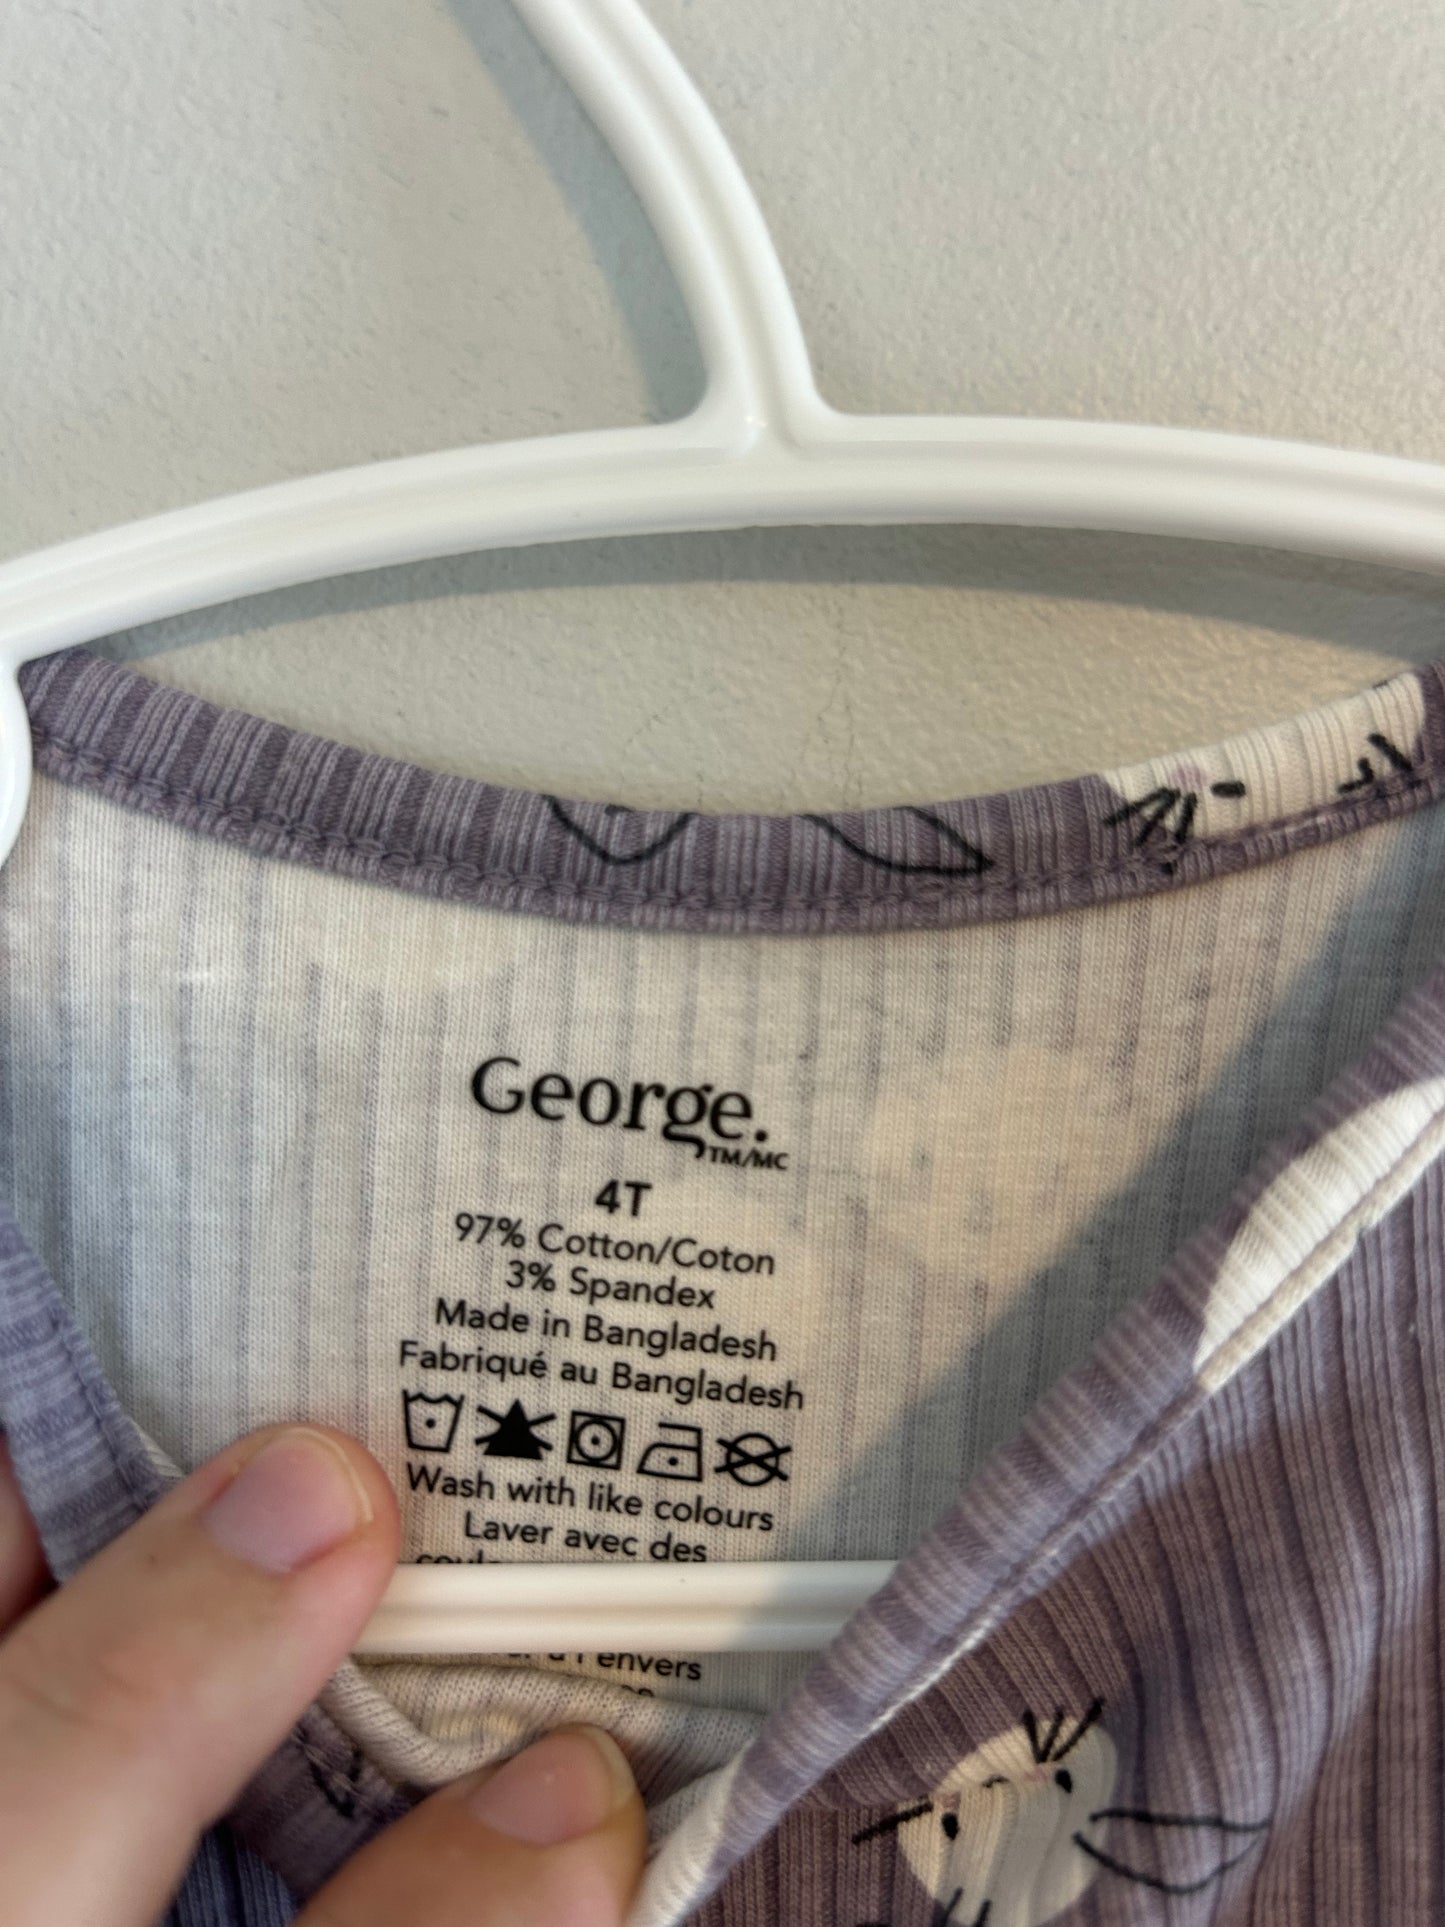 George.
TM/MC
4T
97% Cotton/Coton
3% Spandex
Made in Bangladesh
Fabriqué au Bangladesh
Wash with like colours
Laver avec des
l'envers